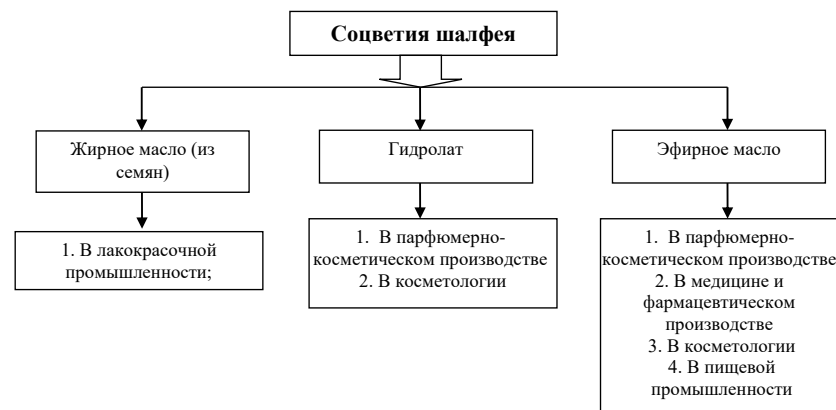 Соцветия шалфея
Жирное масло (из
семян)
Гидролат
Эфирное масло
1. В лакокрасочной
промышленности;
1. В парфюмерно-
косметическом производстве
2. В косметологии
1. В парфюмерно-
косметическом производстве
2. В медицине и
фармацевтическом
производстве
3. В косметологии
4. В пищевой
промышленности